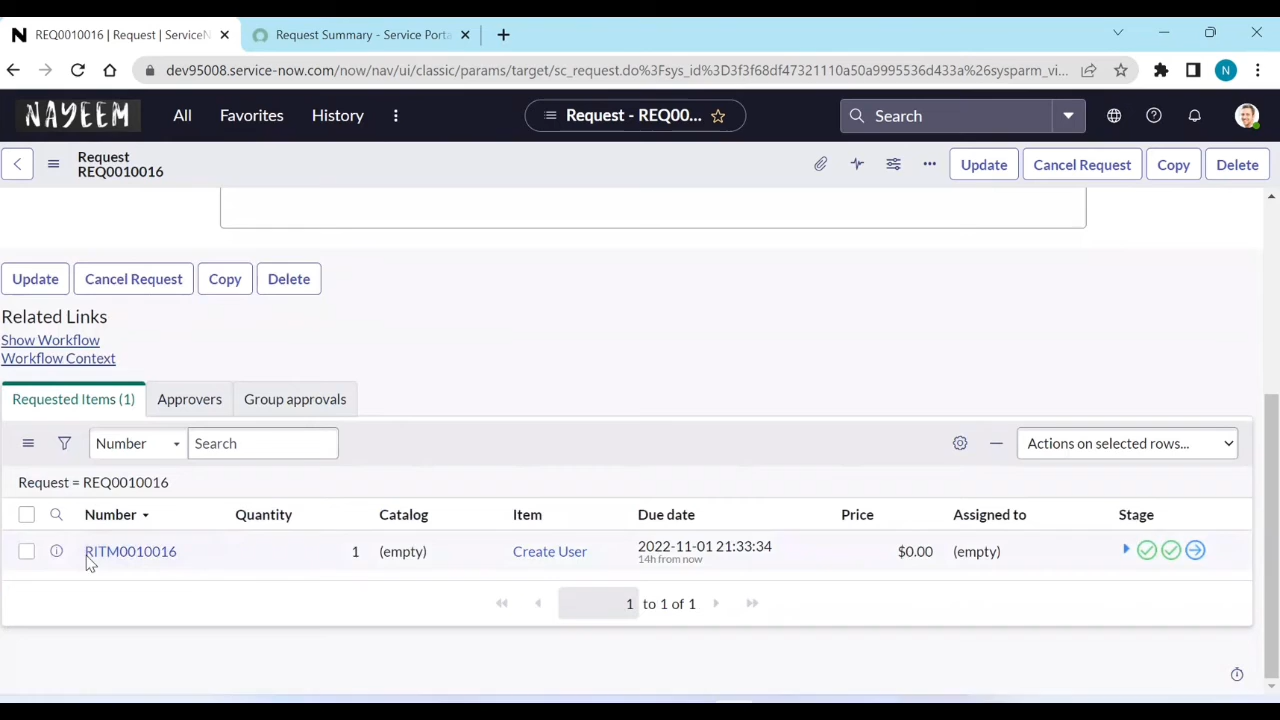 REQ0010016 | Request | ServiceN
Request Summary - Service Porta
dev95008.service-now.com/now/nav/ui/classic/params/target/sc_request.do%3Fsys_id%3D3f3f68df47321110a50a9995536d433a%26sysparm_vi...
N
NAYEEM
All
Favorites
History
Request - REQ00...
Search
Request
REQ0010016
Update
Cancel Request
Copy
Delete
Update
Cancel Request
Copy
Delete
Related Links
Show Workflow
Workflow Context
Requested Items (1)
Approvers
Group approvals
Number
Search
Actions on selected rows...
Request = REQ0010016
Number
Quantity
Catalog
Item
Due date
Price
Assigned to
Stage
RITM0010016
1
(empty)
Create User
2022-11-01 21:33:34
14h from now
$0.00
(empty)
1 to 1 of 1